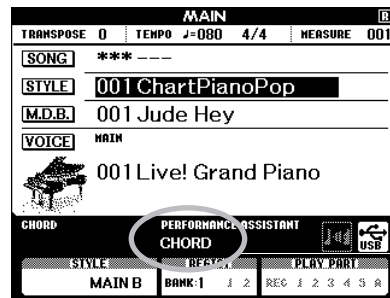 MAIN R
TRANSPOSE 0 TEMPO ♩=080 4/4 MEASURE 001
SONG *** ---
STYLE 001 ChartPianoPop
M.D.B. 001 Jude Hey
VOICE MAIN
001 Live! Grand Piano
CHORD PERFORMANCE ASSISTANT
CHORD USB
STYLE REGIST PLAY PART
MAIN B BANK:1 1 2 REC 1 2 3 4 5 A